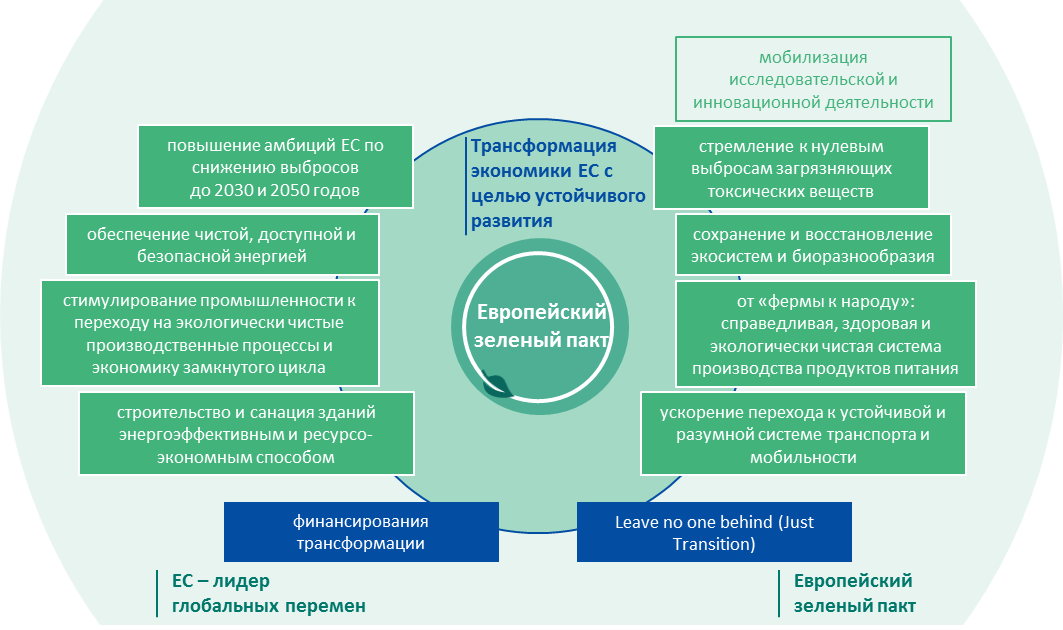 мобилизация
исследовательской и
инновационной деятельности
повышение амбиций ЕС по
снижению выбросов
до 2030 и 2050 годов
Трансформация
экономики ЕС с
целью устойчивого
развития
стремление к нулевым
выбросам загрязняющих
токсических веществ
обеспечение чистой, доступной и
безопасной энергией
сохранение и восстановление
экосистем и биоразнообразия
стимулирование промышленности к
переходу на экологически чистые
производственные процессы и
экономику замкнутого цикла
Европейский
зеленый пакт
от «фермы к народу»:
справедливая, здоровая и
экологически чистая система
производства продуктов питания
строительство и санация зданий
энергоэффективным и ресурсо-
экономным способом
ускорение перехода к устойчивой и
разумной системе транспорта и
мобильности
финансирования
трансформации
Leave no one behind (Just
Transition)
ЕС – лидер
глобальных перемен
Европейский
зеленый пакт